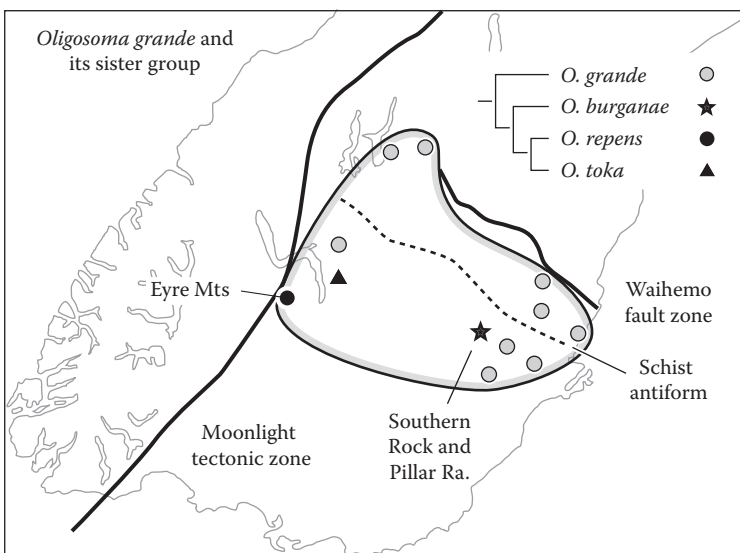 Oligosoma grande and
its sister group
O. grande
O. burganae
O. repens
O. toka
Eyre Mts
Waihemo
fault zone
Schist
antiform
Southern
Rock and
Pillar Ra.
Moonlight
tectonic zone